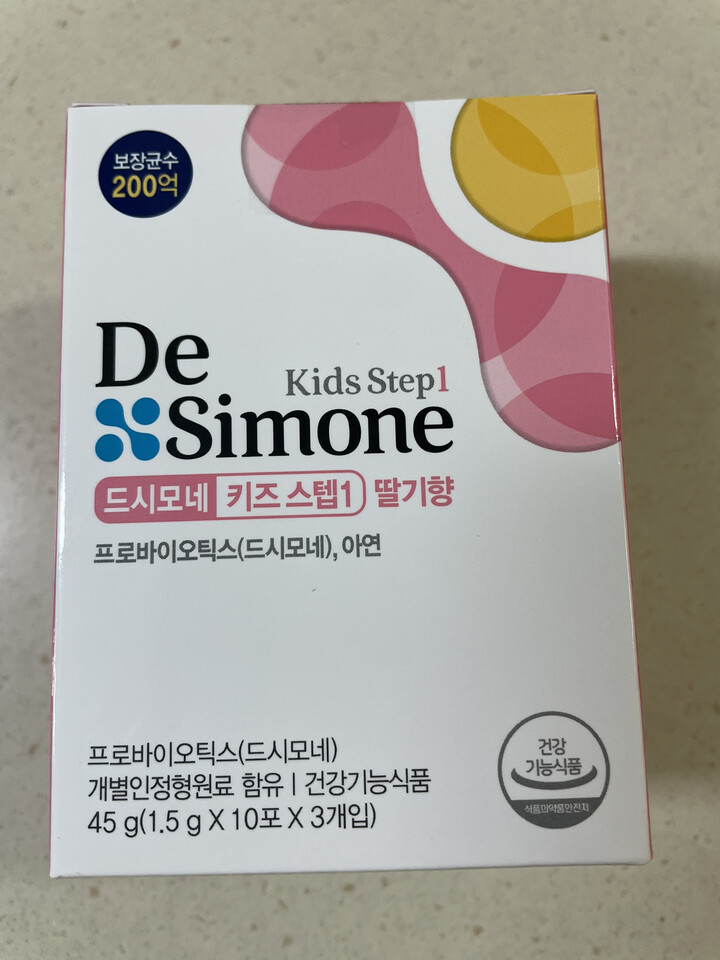 보장균수
200억
De
Kids Step1
Simone
드시모네 키즈 스텝1 딸기향
프로바이오틱스(드시모네), 아연
프로바이오틱스(드시모네)
개별인정형원료 함유 | 건강기능식품
45 g(1.5 g X 10포 X 3개입)
건강
기능식품
식품의약품안전처